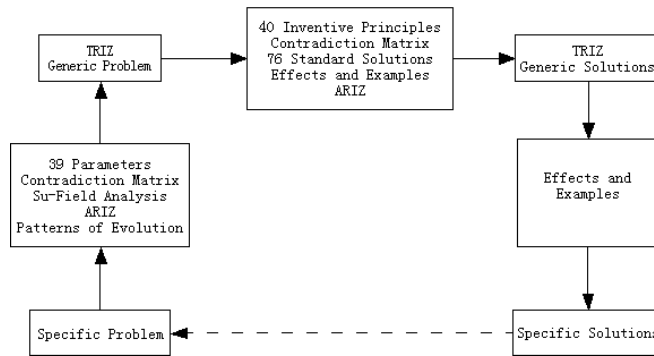 40 Inventive Principles
Contradiction Matrix
76 Standard Solutions
Effects and Examples
ARIZ
TRIZ
Generic Problem
TRIZ
Generic Solutions
39 Parameters
Contradiction Matrix
Su-Field Analysis
ARIZ
Patterns of Evolution
Effects and
Examples
Specific Problem
Specific Solutions